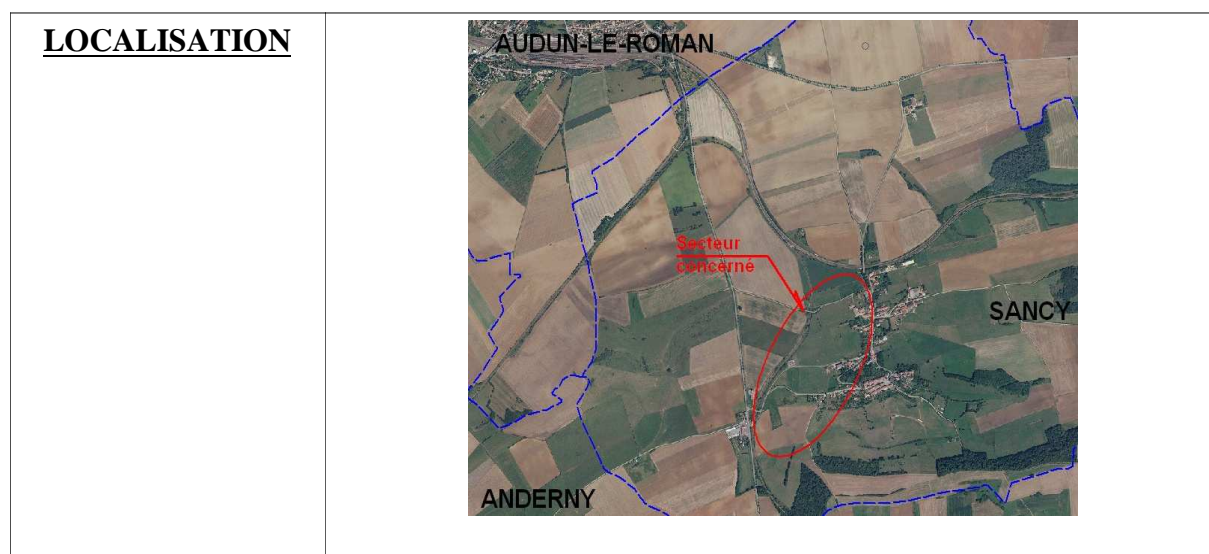 LOCALISATION
AUDUN-LE-ROMAN
Secteur
concerné
SANCY
ANDERNY